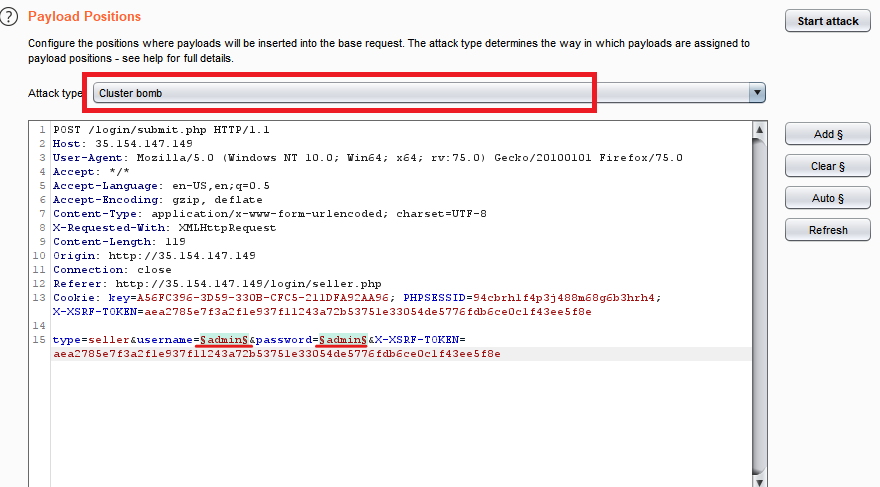 ? Payload Positions
Start attack
Configure the positions where payloads will be inserted into the base request. The attack type determines the way in which payloads are assigned to
payload positions - see help for full details.
Attack type
Cluster bomb
Add §
Clear §
Auto §
Refresh
1 POST /login/submit.php HTTP/1.1
2 Host: 35.154.147.149
3 User-Agent: Mozilla/5.0 (Windows NT 10.0; Win64; x64; rv:75.0) Gecko/20100101 Firefox/75.0
4 Accept: */*
5 Accept-Language: en-US,en;q=0.5
6 Accept-Encoding: gzip, deflate
7 Content-Type: application/x-www-form-urlencoded; charset=UTF-8
8 X-Requested-With: XMLHttpRequest
9 Content-Length: 119
10 Origin: http://35.154.147.149
11 Connection: close
12 Referer: http://35.154.147.149/login/seller.php
13 Cookie: key=A56FC396-3D59-330B-CFC5-211DFA92AA96; PHPSESSID=94cbrhlf4p3j488m68g6b3hrh4;
X-XSRF-TOKEN=aea2785e7f3a2f1e937f11243a72b53751e33054de5776fdb6ce0c1f43ee5f8e
14
15 type=seller&username=§admin§&password=§admin§&X-XSRF-TOKEN=
aea2785e7f3a2f1e937f11243a72b53751e33054de5776fdb6ce0c1f43ee5f8e